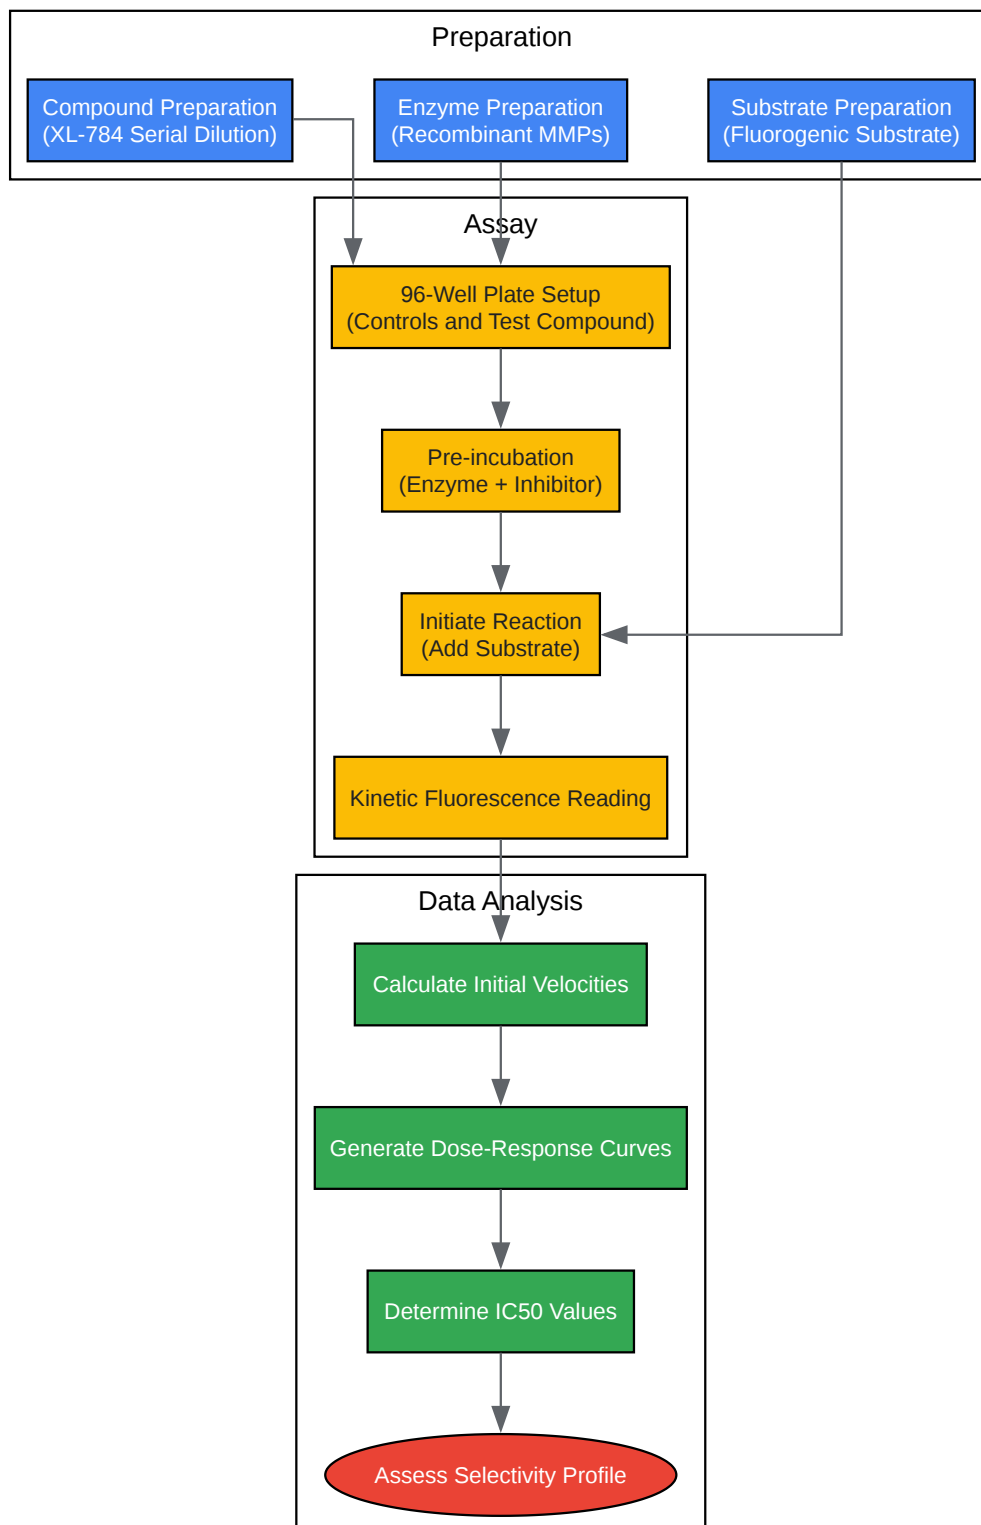 Preparation
Compound Preparation
(XL-784 Serial Dilution)
Enzyme Preparation
(Recombinant MMPs)
Substrate Preparation
(Fluorogenic Substrate)
Assay
96-Well Plate Setup
(Controls and Test Compound)
Pre-incubation
(Enzyme + Inhibitor)
Initiate Reaction
(Add Substrate)
Kinetic Fluorescence Reading
Data Analysis
Calculate Initial Velocities
Generate Dose-Response Curves
Determine IC50 Values
Assess Selectivity Profile